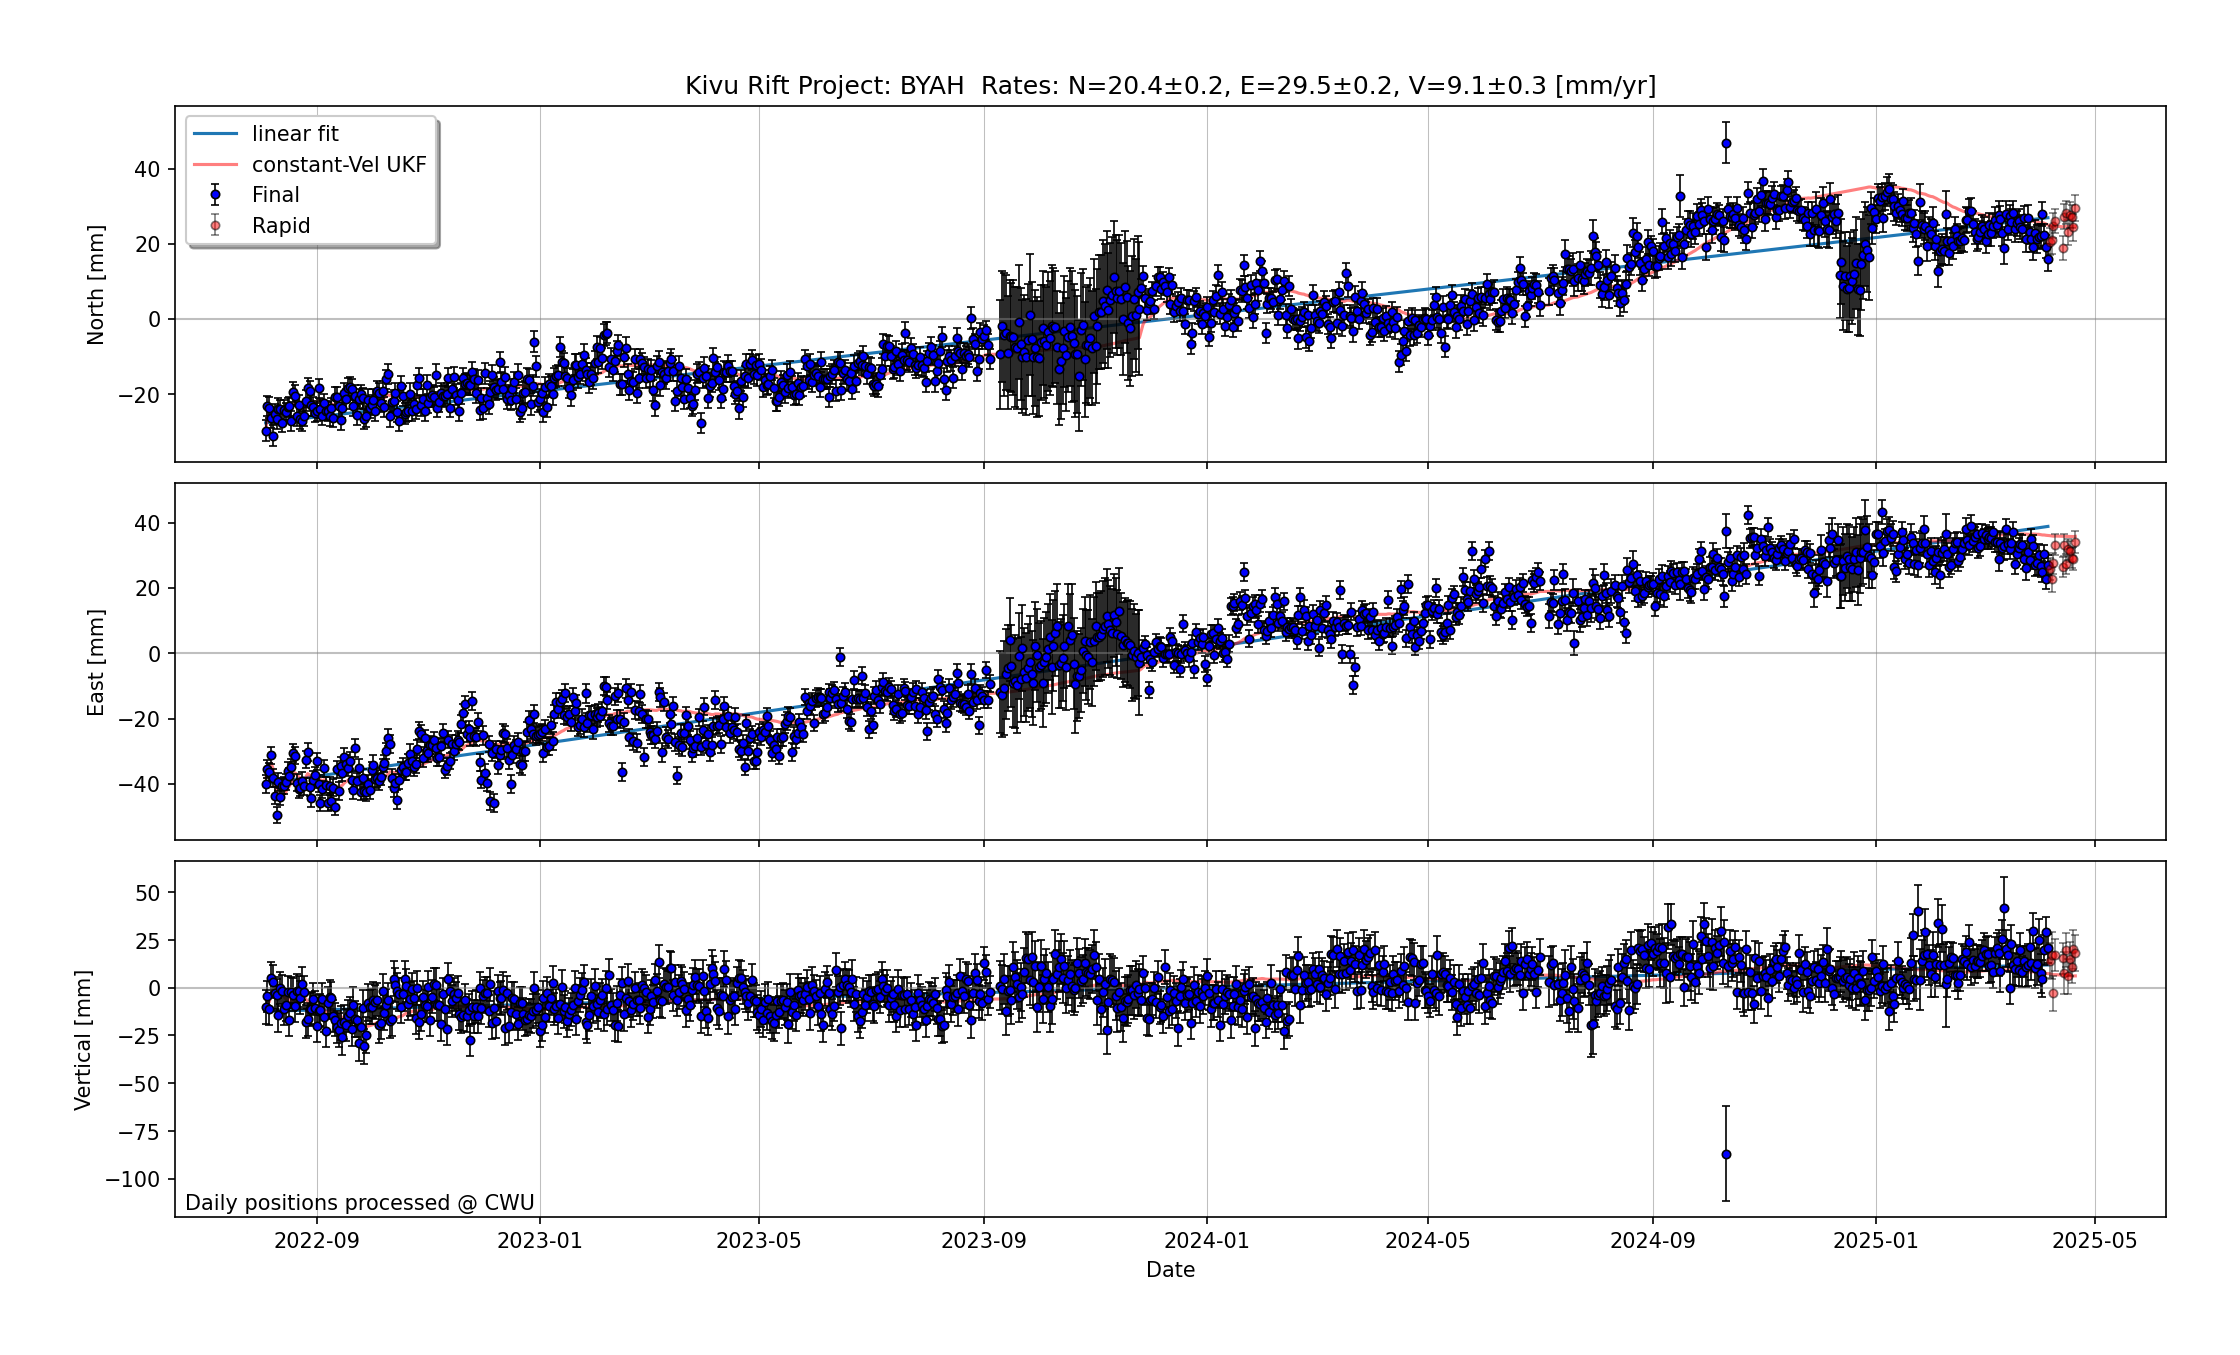 Kivu Rift Project: BYAH  Rates: N=20.4±0.2, E=29.5±0.2, V=9.1±0.3 [mm/yr]
linear fit
constant-Vel UKF
Final
Rapid
North [mm]
40
20
0
−20
East [mm]
40
20
0
−20
−40
Vertical [mm]
50
25
0
−25
−50
−75
−100
Daily positions processed @ CWU
2022-09
2023-01
2023-05
2023-09
2024-01
2024-05
2024-09
2025-01
2025-05
Date